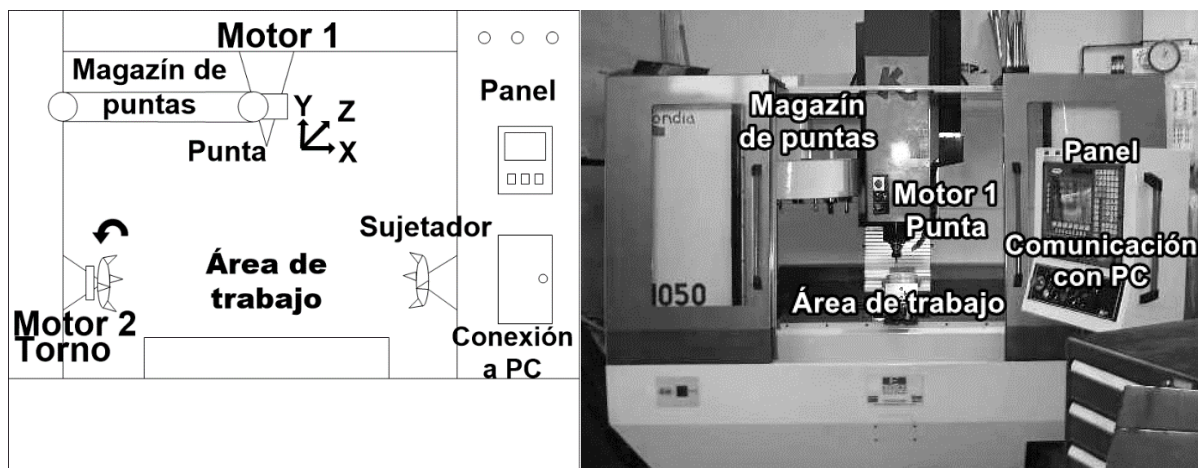 Motor 1
Magazín de
puntas
Punta
Y
Z
X
Panel
Sujetador
Área de
trabajo
Motor 2
Torno
Conexión
a PC
Magazín
de puntas
Motor 1
Punta
Panel
Comunicación
con PC
Área de trabajo
ondia
1050
K